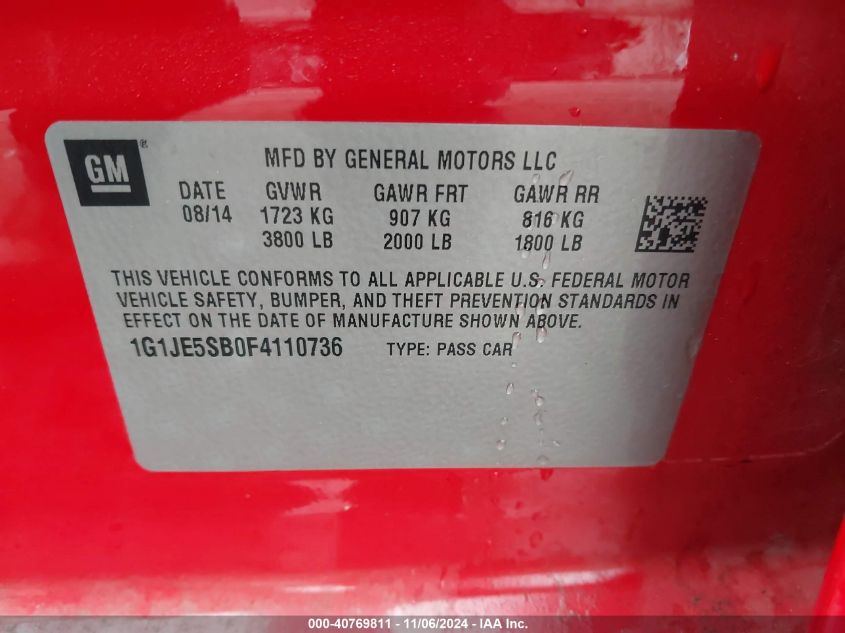 GM®
MFD BY GENERAL MOTORS LLC
DATE GVWR GAWR FRT GAWR RR
08/14 1723 KG 907 KG 816 KG
3800 LB 2000 LB 1800 LB
THIS VEHICLE CONFORMS TO ALL APPLICABLE U.S. FEDERAL MOTOR
VEHICLE SAFETY, BUMPER, AND THEFT PREVENTION STANDARDS IN
EFFECT ON THE DATE OF MANUFACTURE SHOWN ABOVE.
1G1JE5SB0F4110736 TYPE: PASS CAR
000-40769811 - 11/06/2024 - IAA Inc.